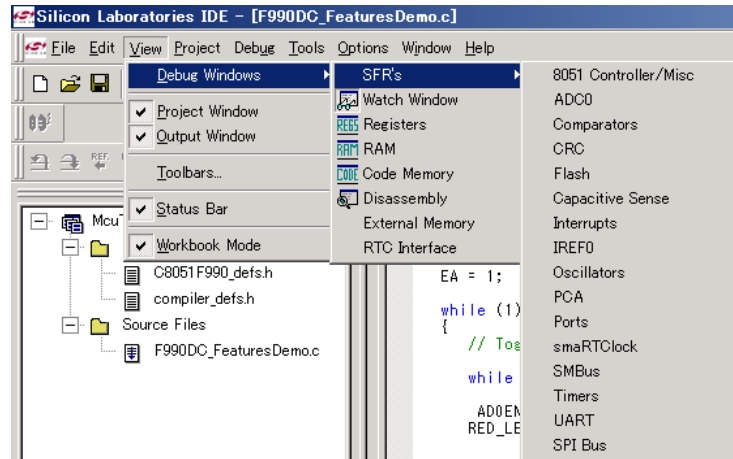 Silicon Laboratories IDE - [F990DC_FeaturesDemo.c]
File Edit View Project Debug Tools Options Window Help
Debug Windows
Project Window
Output Window
Toolbars...
Status Bar
Workbook Mode
SFR's
Watch Window
REGS Registers
RAM RAM
CODE Code Memory
Disassembly
External Memory
RTC Interface
8051 Controller/Misc
ADC0
Comparators
CRC
Flash
Capacitive Sense
Interrupts
IREF0
Oscillators
PCA
Ports
smaRTClock
SMBus
Timers
UART
SPI Bus
REF.
C8051F990_defs.h
compiler_defs.h
Source Files
F990DC_FeaturesDemo.c
EA = 1;
while (1)
{
while
RED_LE